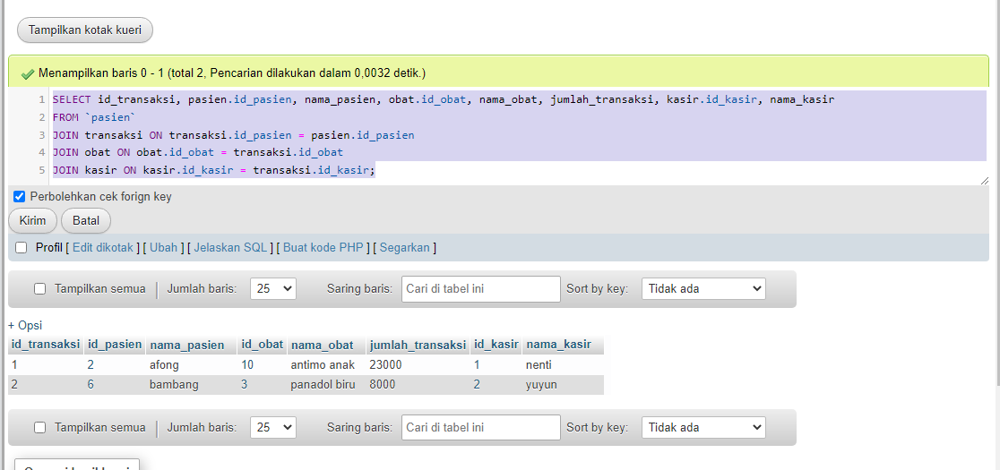 Tampilkan kotak kueri
Menampilkan baris 0 - 1 (total 2, Pencarian dilakukan dalam 0,0032 detik.)
1 SELECT id_transaksi, pasien.id_pasien, nama_pasien, obat.id_obat, nama_obat, jumlah_transaksi, kasir.id_kasir, nama_kasir
2 FROM `pasien`
3 JOIN transaksi ON transaksi.id_pasien = pasien.id_pasien
4 JOIN obat ON obat.id_obat = transaksi.id_obat
5 JOIN kasir ON kasir.id_kasir = transaksi.id_kasir;
Perbolehkan cek forign key
Kirim Batal
Profil [ Edit dikotak ] [ Ubah ] [ Jelaskan SQL ] [ Buat kode PHP ] [ Segarkan ]
Tampilkan semua | Jumlah baris: 25 Saring baris: Cari di tabel ini Sort by key: Tidak ada
+ Opsi
id_transaksi id_pasien nama_pasien id_obat nama_obat jumlah_transaksi id_kasir nama_kasir
1 2 afong 10 antimo anak 23000 1 nenti
2 6 bambang 3 panadol biru 8000 2 yuyun
Tampilkan semua | Jumlah baris: 25 Saring baris: Cari di tabel ini Sort by key: Tidak ada